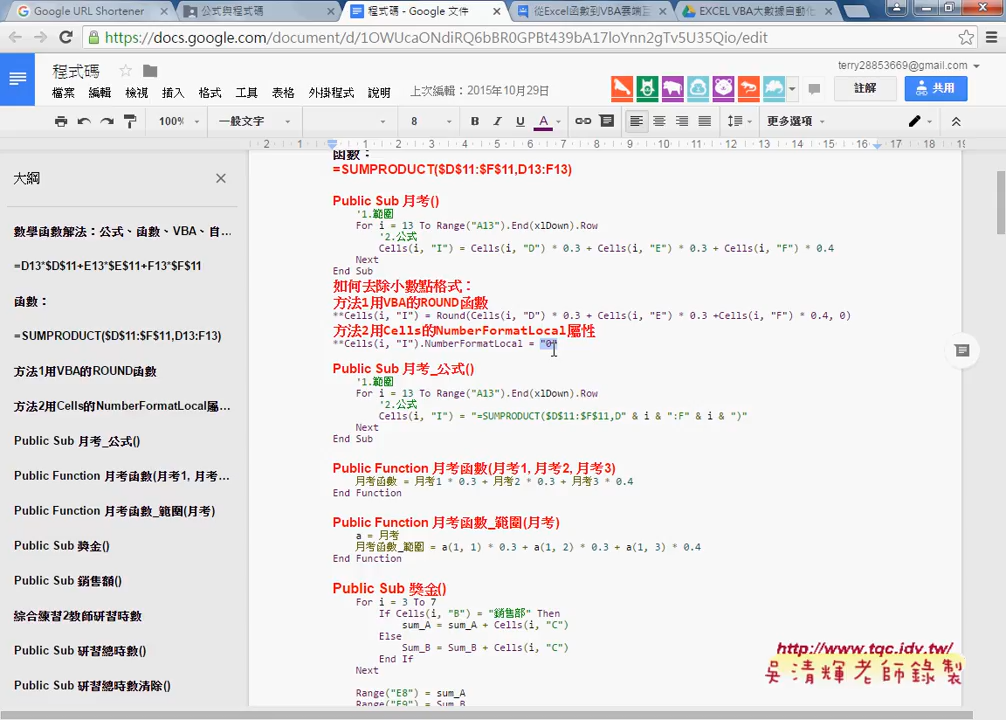 Google URL Shortener
公式與程式碼
程式碼 - Google 文件
從Excel函數到VBA雲端
EXCEL VBA大數據自動化
https://docs.google.com/document/d/1OWUcaONdiRQ6bBR0GPBt439bA17loYnn2gTv5U35Qio/edit
程式碼
terry28853669@gmail.com
檔案 編輯 檢視 插入 格式 工具 表格 外掛程式 說明 上次編輯：2015年10月29日
註解
共用
100% 一般文字 8 B I U A 更多選項
2 1 1 2 3 4 5 6 7 8 9 10 11 12 13 14 15 16 17 18 19
大綱
數學函數解法：公式、函數、VBA、自...
=D13*$D$11+E13*$E$11+F13*$F$11
函數：
=SUMPRODUCT($D$11:$F$11,D13:F13)
方法1用VBA的ROUND函數
方法2用Cells的NumberFormatLocal屬...
Public Sub 月考_公式()
Public Function 月考函數(月考1, 月考...
Public Function 月考函數_範圍(月考)
Public Sub 獎金()
Public Sub 銷售額()
綜合練習2教師研習時數
Public Sub 研習總時數()
Public Sub 研習總時數清除()
函數：
=SUMPRODUCT($D$11:$F$11,D13:F13)
Public Sub 月考()
'1.範圍
For i = 13 To Range("A13").End(xlDown).Row
'2.公式
Cells(i, "I") = Cells(i, "D") * 0.3 + Cells(i, "E") * 0.3 + Cells(i, "F") * 0.4
Next
End Sub
如何去除小數點格式：
方法1用VBA的ROUND函數
**Cells(i, "I") = Round(Cells(i, "D") * 0.3 + Cells(i, "E") * 0.3 +Cells(i, "F") * 0.4, 0)
方法2用Cells的NumberFormatLocal屬性
**Cells(i, "I").NumberFormatLocal = "0"
Public Sub 月考_公式()
'1.範圍
For i = 13 To Range("A13").End(xlDown).Row
'2.公式
Cells(i, "I") = "=SUMPRODUCT($D$11:$F$11,D" & i & ":F" & i & ")"
Next
End Sub
Public Function 月考函數(月考1, 月考2, 月考3)
月考函數 = 月考1 * 0.3 + 月考2 * 0.3 + 月考3 * 0.4
End Function
Public Function 月考函數_範圍(月考)
a = 月考
月考函數_範圍 = a(1, 1) * 0.3 + a(1, 2) * 0.3 + a(1, 3) * 0.4
End Function
Public Sub 獎金()
For i = 3 To 7
If Cells(i, "B") = "銷售部" Then
sum_A = sum_A + Cells(i, "C")
Else
Sum_B = Sum_B + Cells(i, "C")
End If
Next
Range("E8") = sum_A
Range("E9") = Sum_B
http://www.tqc.idv.tw/
吳清輝老師錄製